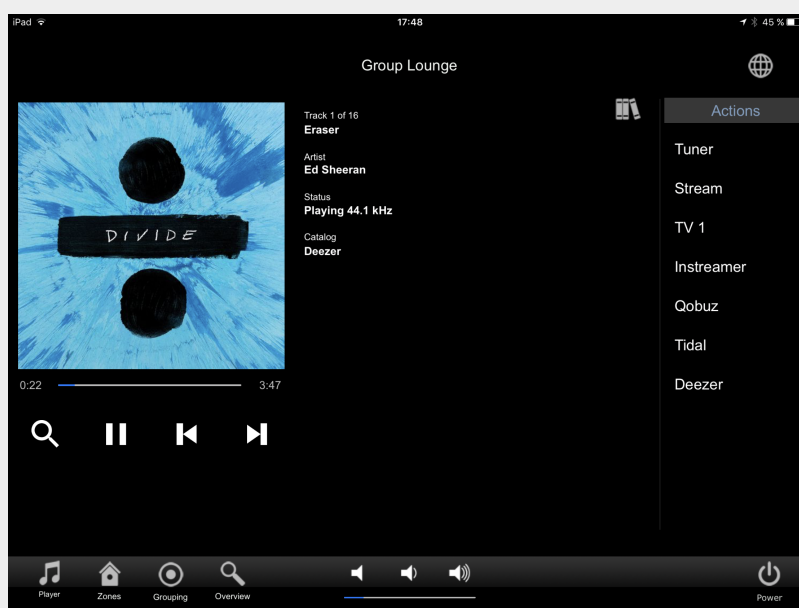 iPad 17:48 45 %
Group Lounge
Track 1 of 16
Eraser
Artist
Ed Sheeran
Status
Playing 44.1 kHz
Catalog
Deezer
DIVIDE
0:22 3:47
Actions
Tuner
Stream
TV 1
Instreamer
Qobuz
Tidal
Deezer
Player Zones Grouping Overview Power